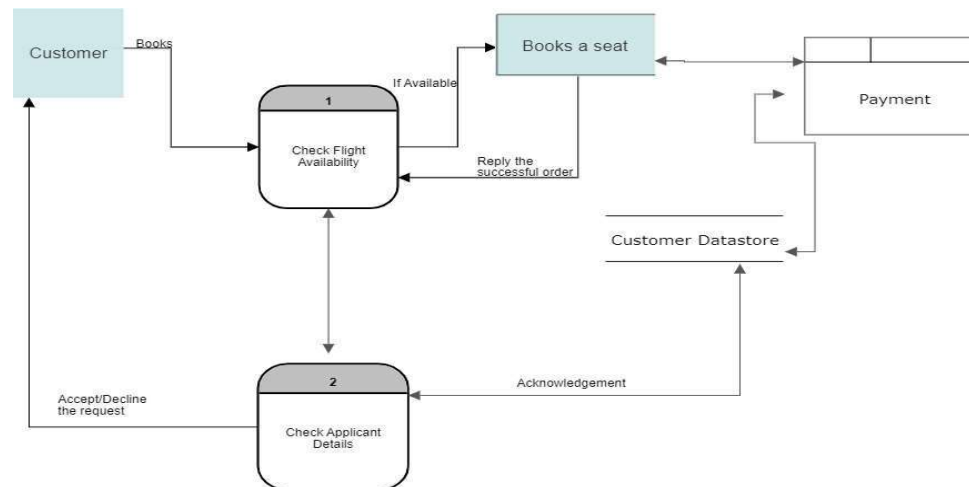 Customer
Books
Books a seat
If Available
1
Check Flight
Availability
Payment
Reply the
successful order
Customer Datastore
2
Check Applicant
Details
Acknowledgement
Accept/Decline
the request